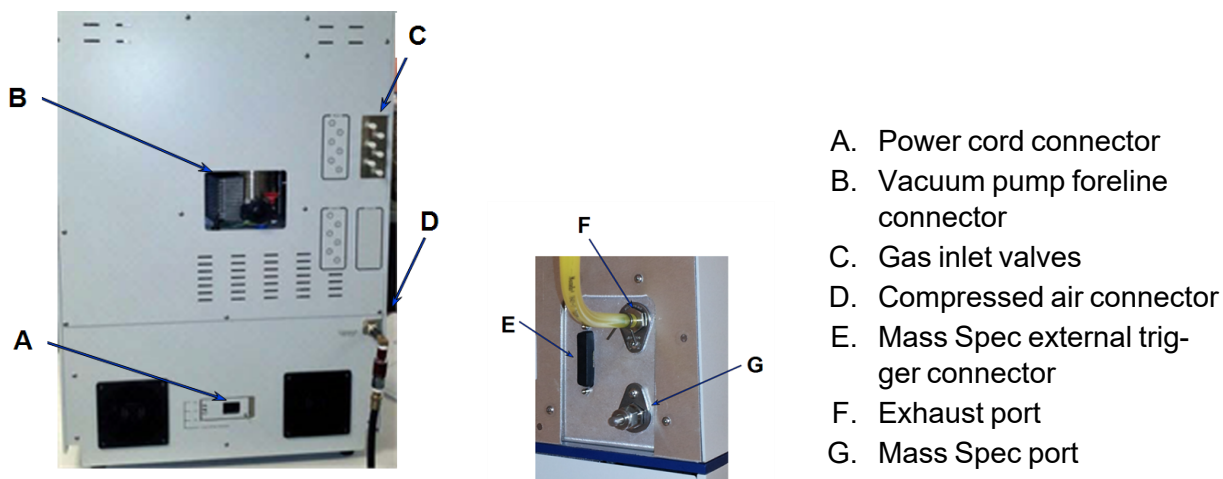 C
B
D
A
F
E
G
A. Power cord connector
B. Vacuum pump foreline
connector
C. Gas inlet valves
D. Compressed air connector
E. Mass Spec external trig-
ger connector
F. Exhaust port
G. Mass Spec port